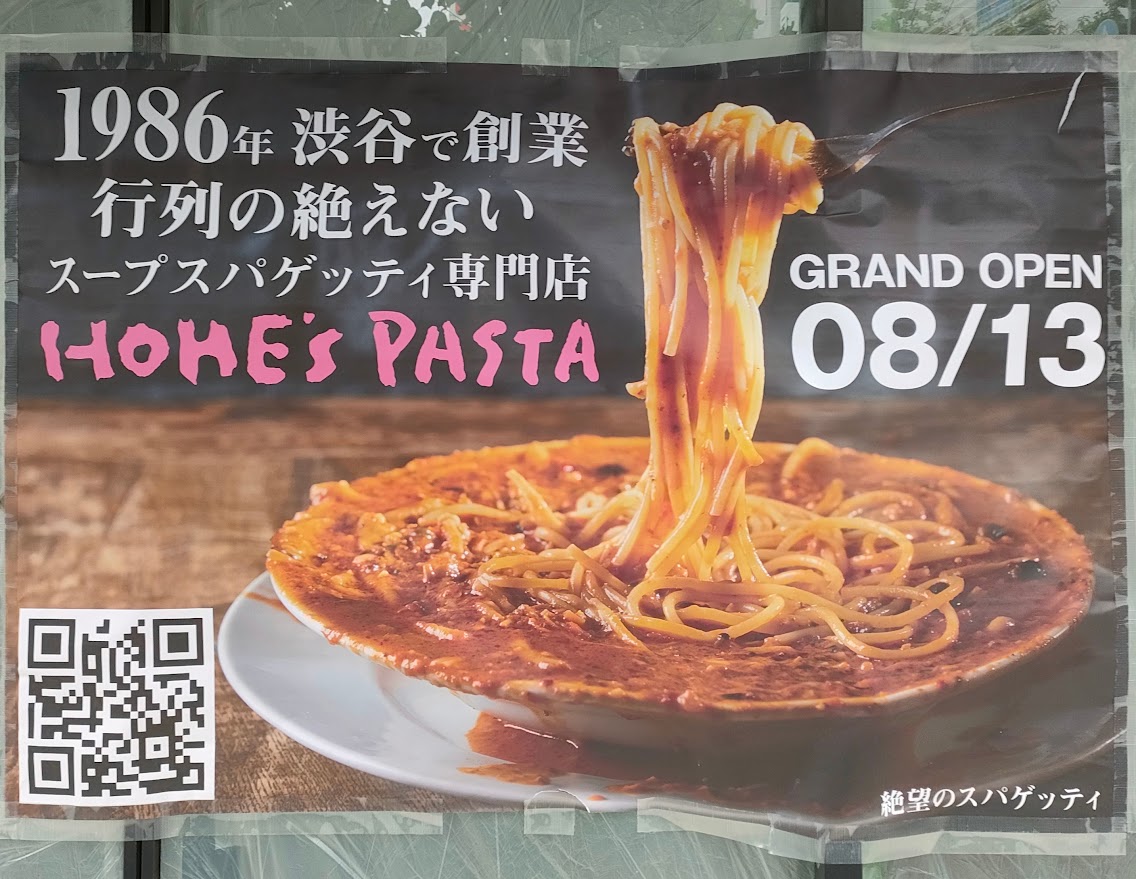 1986年 渋谷で創業
行列の絶えない
スープスパゲッティ専門店
HOME'S PASTA
GRAND OPEN
08/13
絶望のスパゲッティ